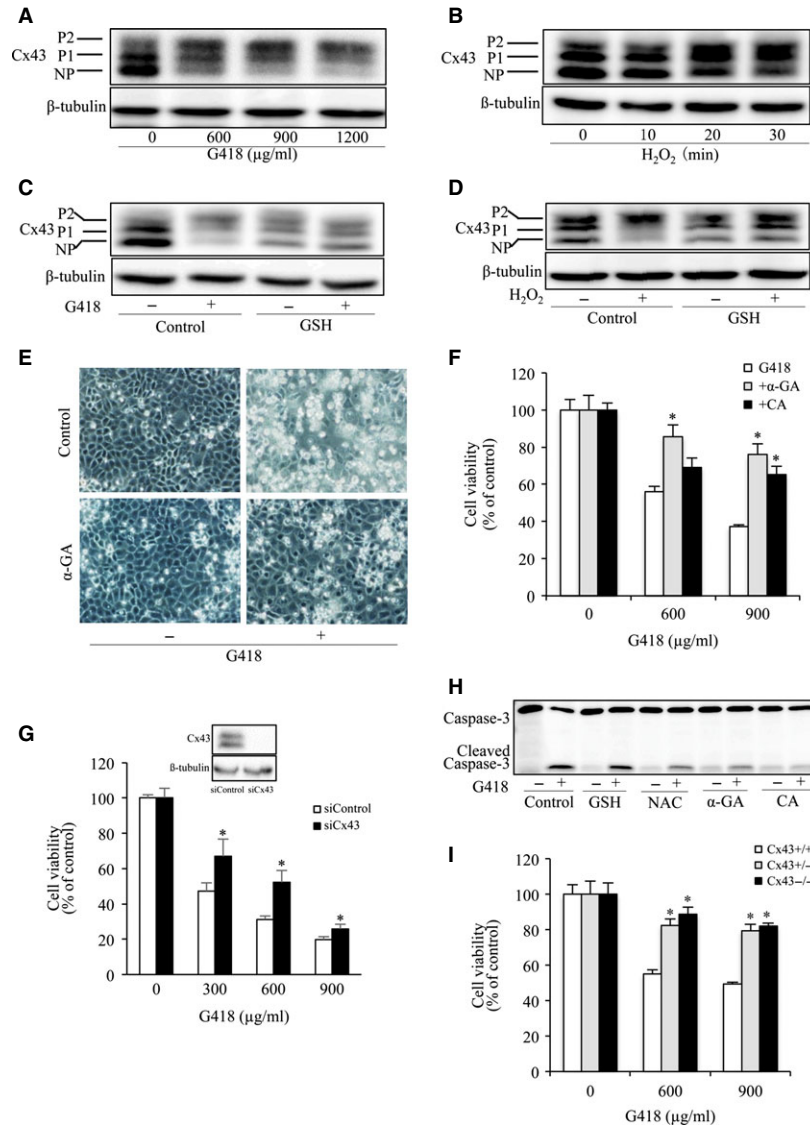 A
P2
Cx43 P1
NP
β-tubulin
0 600 900 1200
G418 (µg/ml)
B
P2
Cx43 P1
NP
ß-tubulin
0 10 20 30
H2O2 (min)
C
P2
Cx43 P1
NP
β-tubulin
G418 – + – +
Control GSH
D
P2
Cx43 P1
NP
β-tubulin
H2O2 – + – +
Control GSH
E
Control
α-GA
– +
G418
F
G418
+α-GA
+CA
120
100
80
60
40
20
0
Cell viability
(% of control)
* * *
0 600 900
G418 (µg/ml)
G
Cx43
ß-tubulin
siControl siCx43
siControl
siCx43
120
100
80
60
40
20
0
Cell viability
(% of control)
* * *
0 300 600 900
G418 (µg/ml)
H
Caspase-3
Cleaved
Caspase-3
G418 – + – + – + – + – +
Control GSH NAC α-GA CA
I
Cx43+/+
Cx43+/–
Cx43–/–
120
100
80
60
40
20
0
Cell viability
(% of control)
* * * *
0 600 900
G418 (µg/ml)